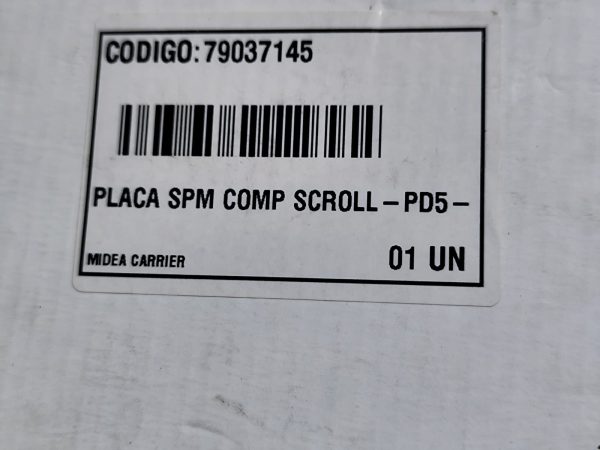 CODIGO: 79037145
PLACA SPM COMP SCROLL-PD5-
MIDEA CARRIER
01 UN